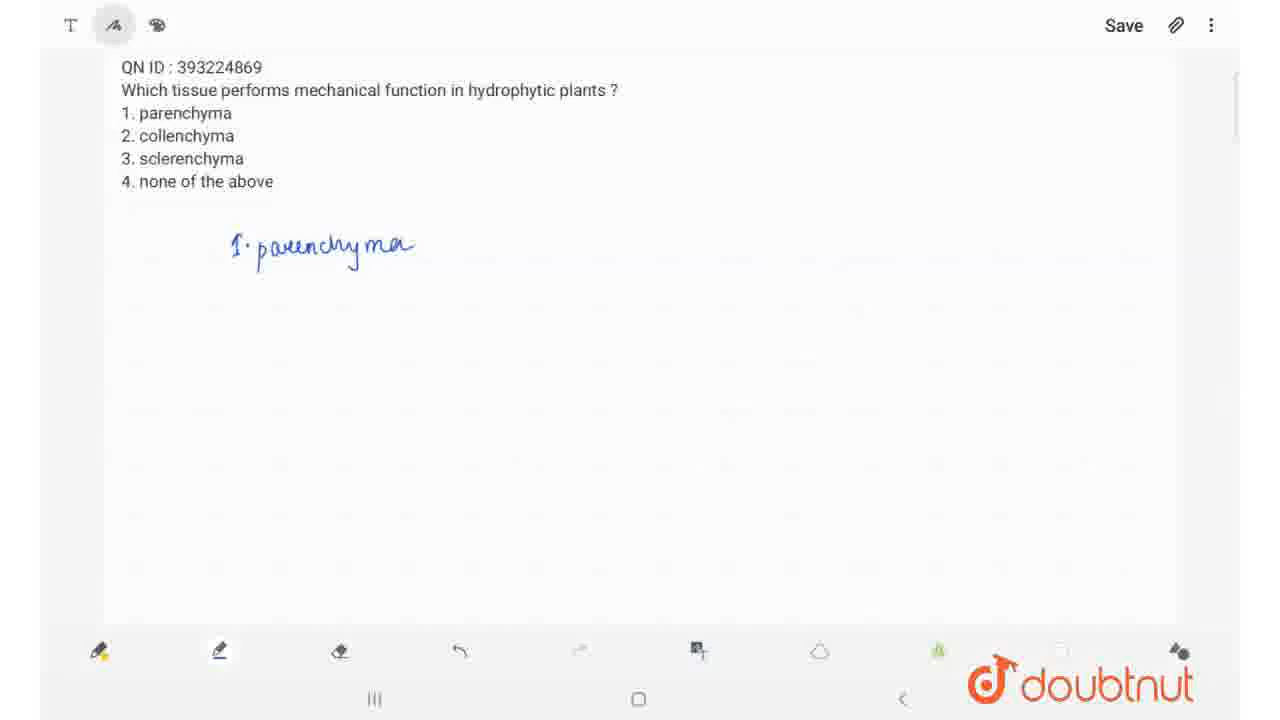 T Save
QN ID : 393224869
Which tissue performs mechanical function in hydrophytic plants ?
1. parenchyma
2. collenchyma
3. sclerenchyma
4. none of the above
1. parenchyma
doubtnut